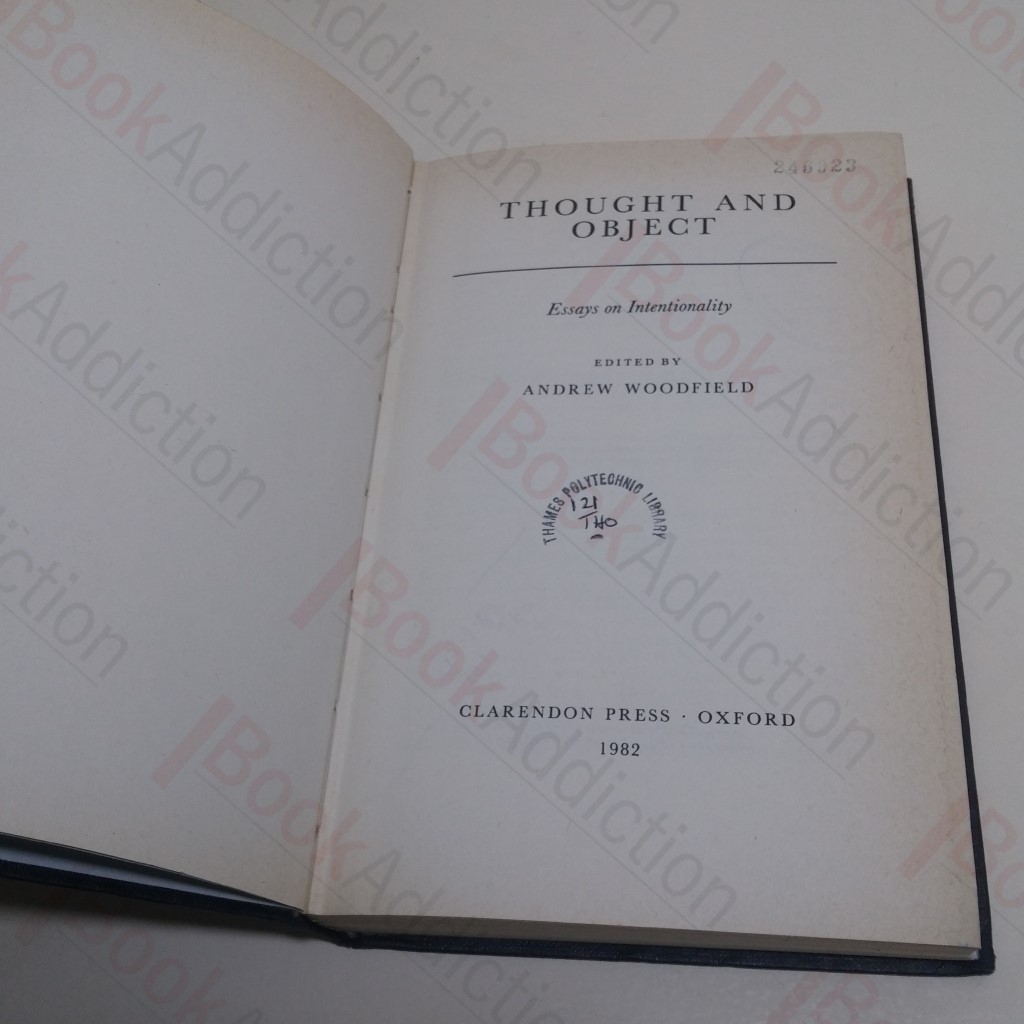 THOUGHT AND
OBJECT
Essays on Intentionality
EDITED BY
ANDREW WOODFIELD
THAMES POLYTECHNIC LIBRARY
121
THO
CLARENDON PRESS · OXFORD
1982
BookAddiction